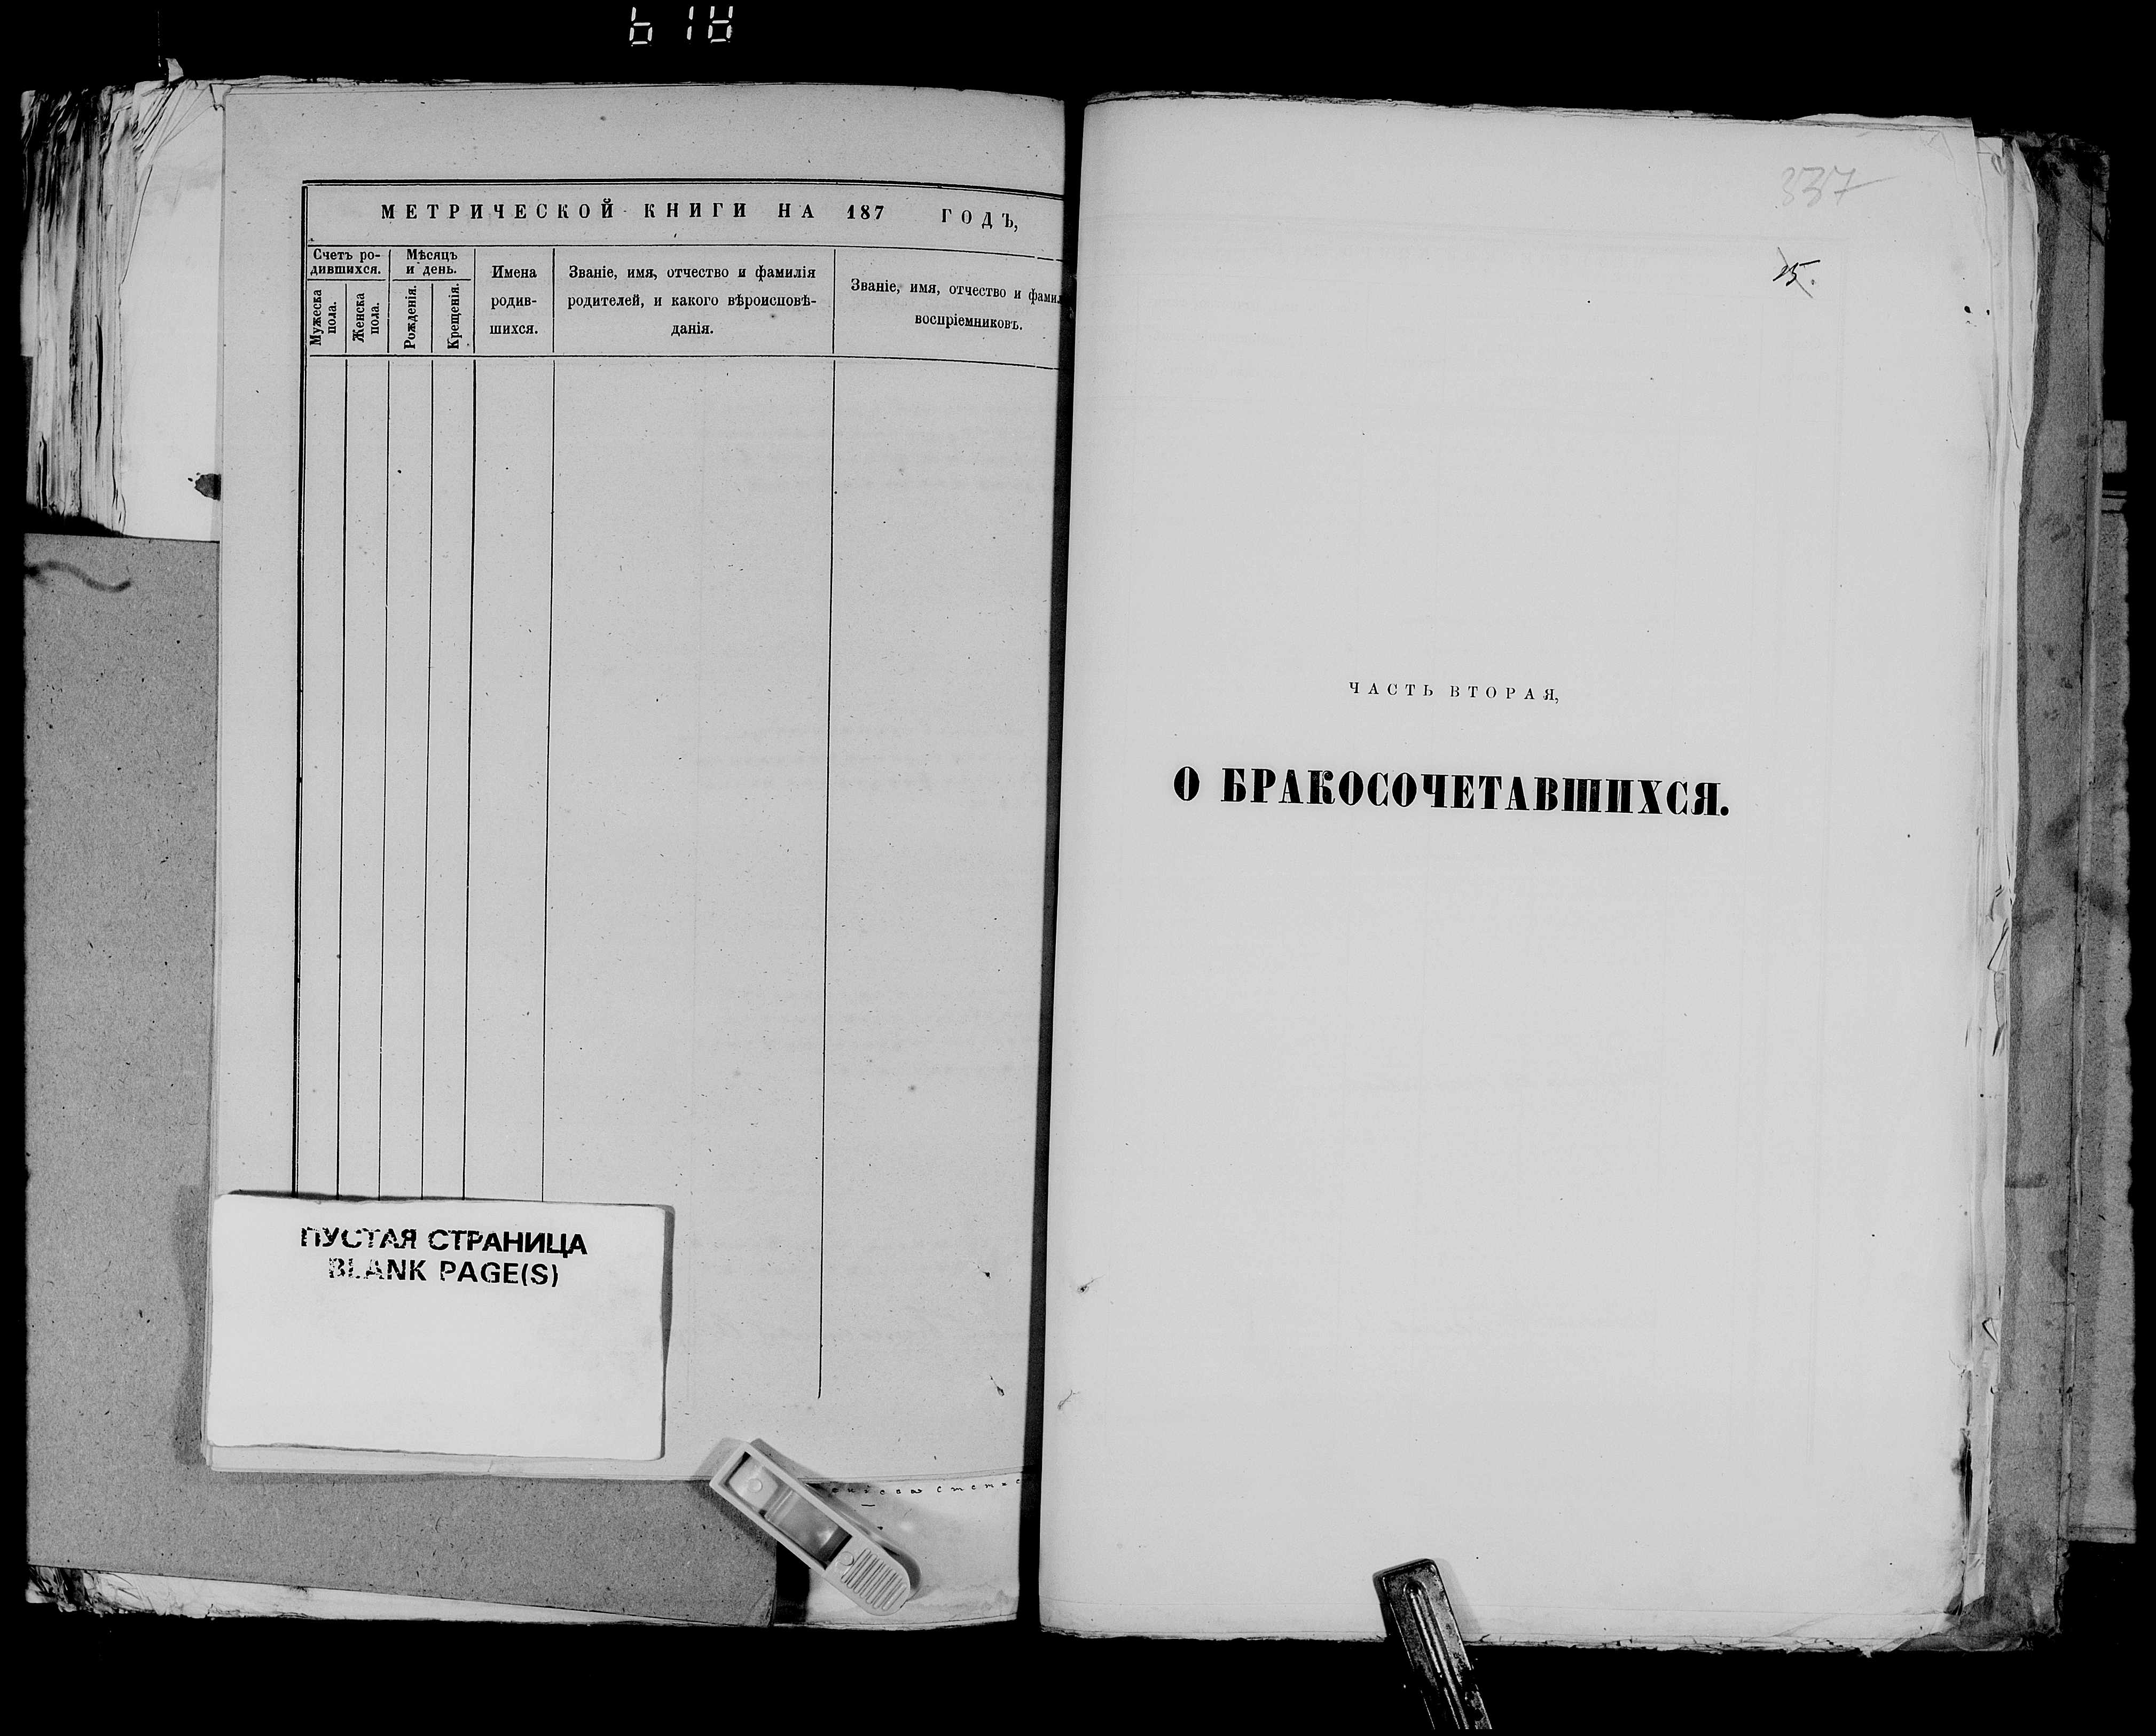 МЕТРИЧЕСКОЙ КНИГИ НА 187 ГОДЪ,
Счетъ ро-
дившихся.
Мужеска
пола.
Женска
пола.
Мѣсяцъ
и день.
Рожденія.
Крещенія.
Имена
родив-
шихся.
Званіе, имя, отчество и фамилія
родителей, и какого вѣроисповѣ-
данія.
Званіе, имя, отчество и фамил
воспріемниковъ.
ПУСТАЯ СТРАНИЦА
BLANK PAGE(S)
337
25.
ЧАСТЬ ВТОРАЯ,
О БРАКОСОЧЕТАВШИХСЯ.